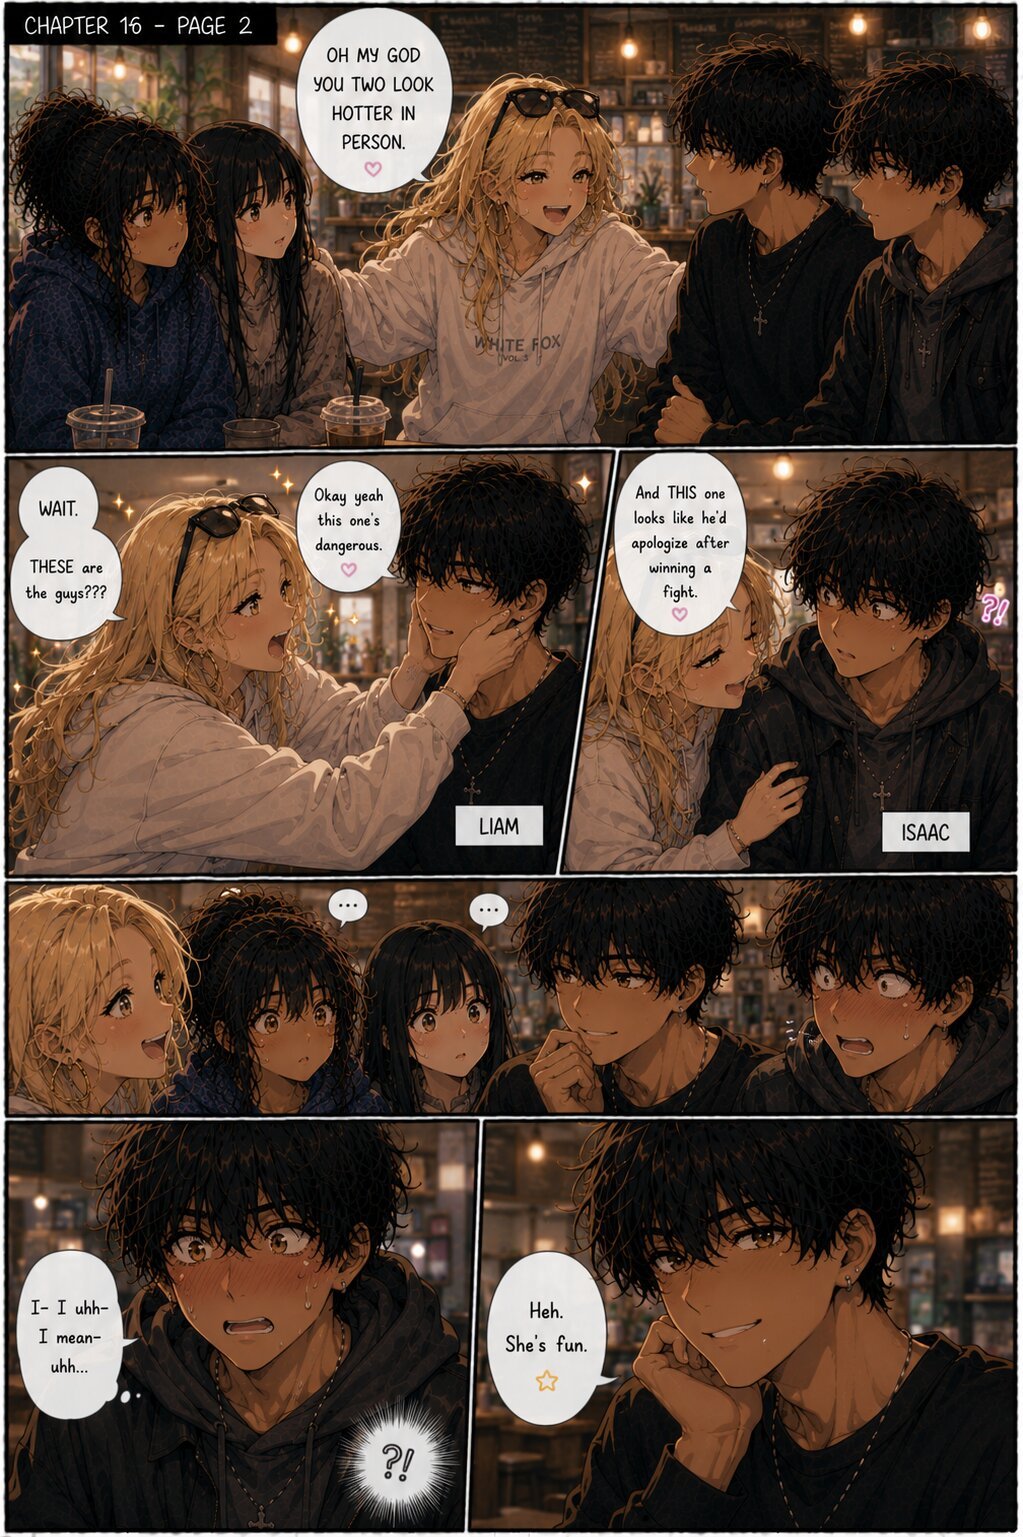 CHAPTER 16 - PAGE 2
OH MY GOD
YOU TWO LOOK
HOTTER IN
PERSON.
WHITE FOX
VOL 3
WAIT.
THESE are
the guys???
Okay yeah
this one's
dangerous.
LIAM
And THIS one
looks like he'd
apologize after
winning a
fight.
?!
ISAAC
...
...
I- I uhh-
I mean-
uhh...
?!
Heh.
She's fun.